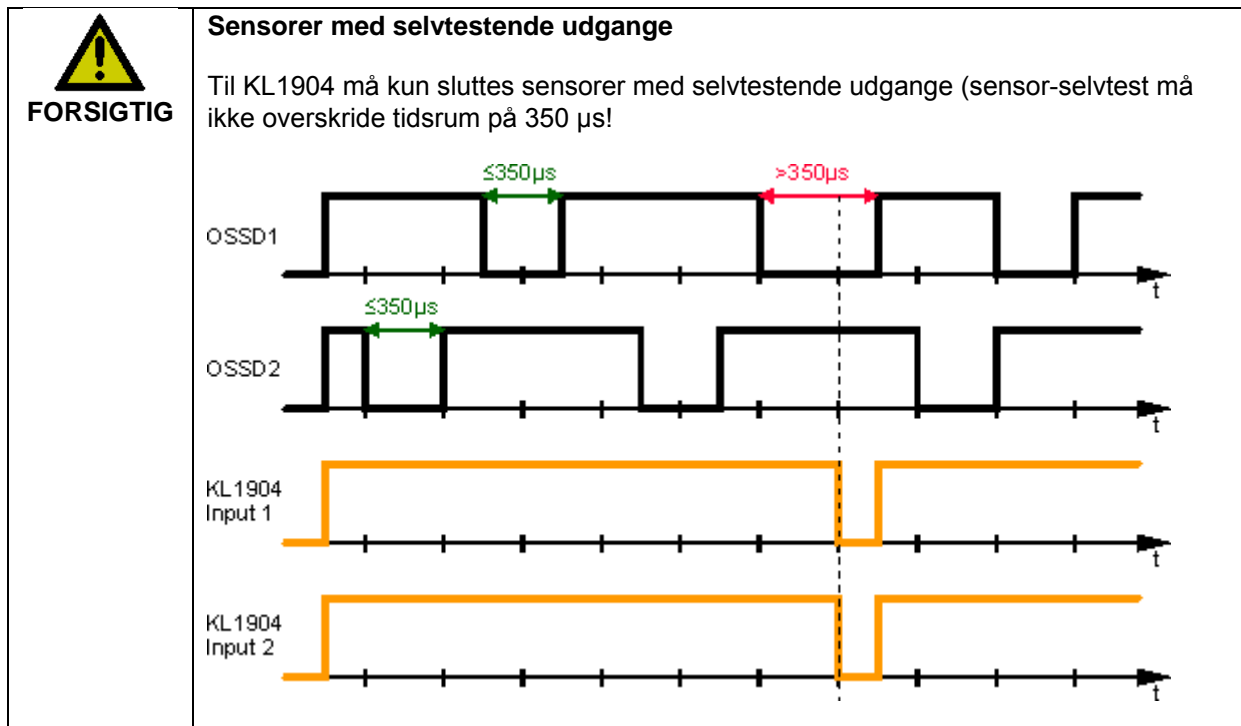 FORSIGTIG
Sensorer med selvtestende udgange
Til KL1904 må kun sluttes sensorer med selvtestende udgange (sensor-selvtest må
ikke overskride tidsrum på 350 µs!
≤350µs
>350µs
OSSD1
t
≤350µs
OSSD2
t
KL1904
Input 1
t
KL1904
Input 2
t